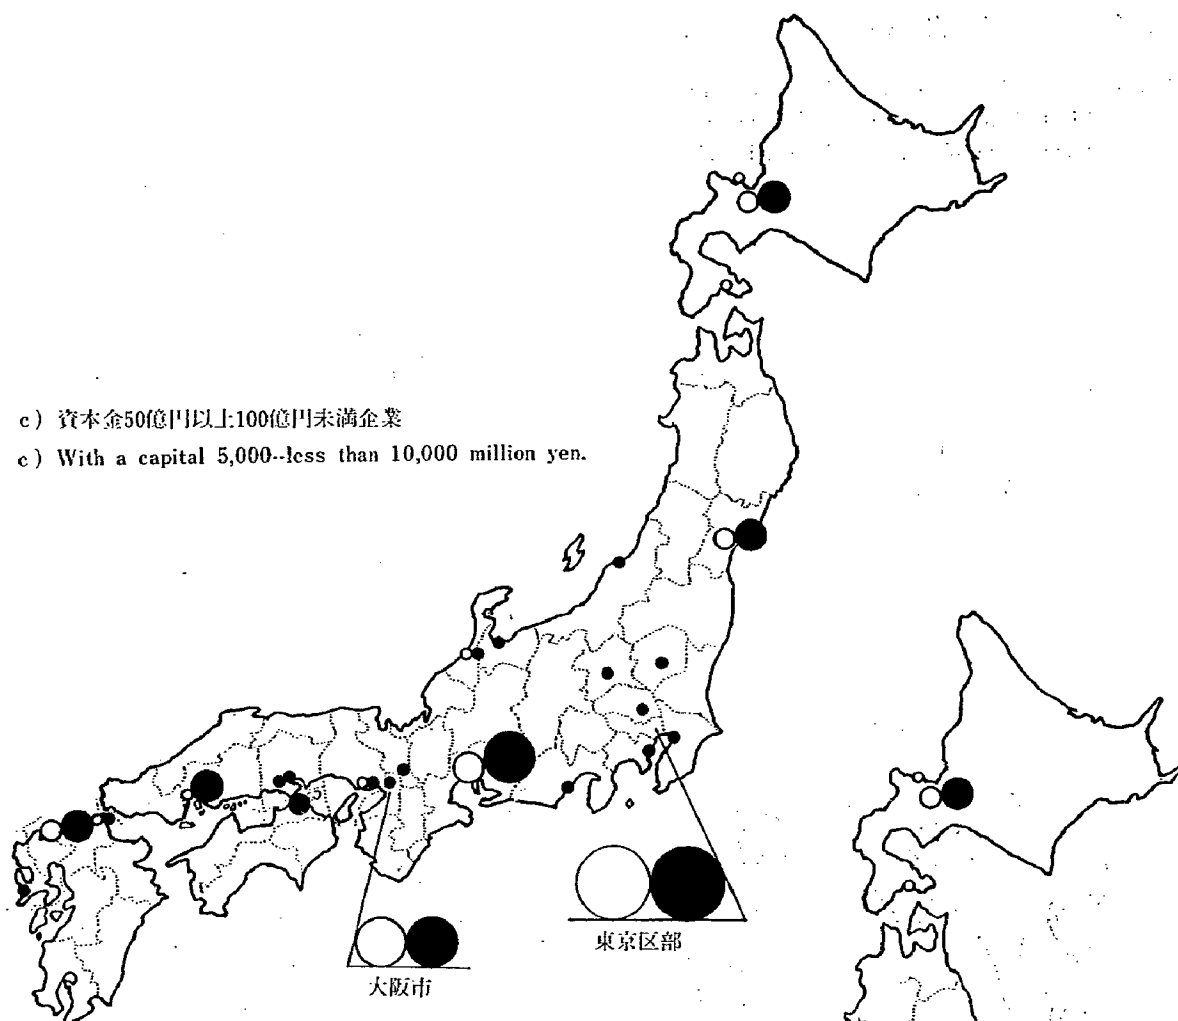 c) 資本金50億円以上100億円未満企業
c) With a capital 5,000--less than 10,000 million yen.
東京区部
大阪市